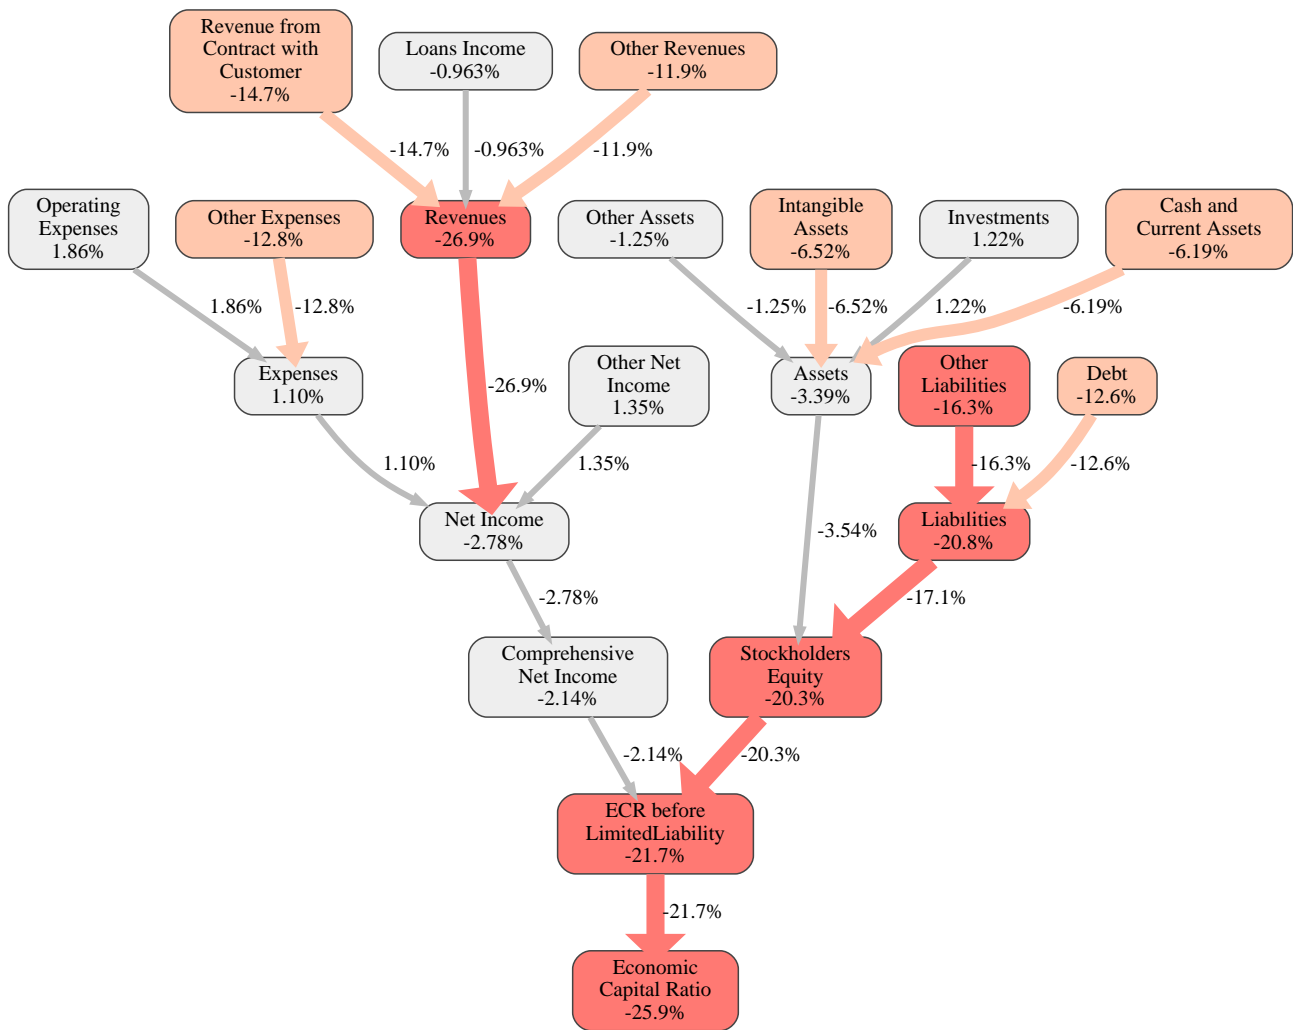 Revenue from
Contract with
Customer
-14.7%
Loans Income
-0.963%
Other Revenues
-11.9%
-14.7%
-0.963%
-11.9%
Operating
Expenses
1.86%
Other Expenses
-12.8%
Revenues
-26.9%
Other Assets
-1.25%
Intangible
Assets
-6.52%
Investments
1.22%
Cash and
Current Assets
-6.19%
1.86%
-12.8%
-26.9%
-1.25%
-6.52%
1.22%
-6.19%
Expenses
1.10%
Other Net
Income
1.35%
Assets
-3.39%
Other
Liabilities
-16.3%
Debt
-12.6%
1.10%
1.35%
-3.54%
-16.3%
-12.6%
Net Income
-2.78%
Liabilities
-20.8%
-2.78%
-17.1%
Comprehensive
Net Income
-2.14%
Stockholders
Equity
-20.3%
-2.14%
-20.3%
ECR before
LimitedLiability
-21.7%
-21.7%
Economic
Capital Ratio
-25.9%